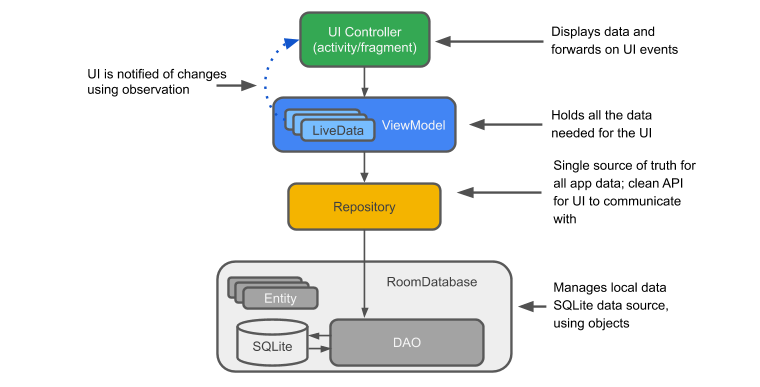 UI Controller
(activity/fragment)
Displays data and
forwards on UI events
UI is notified of changes
using observation
LiveData
ViewModel
Holds all the data
needed for the UI
Repository
Single source of truth for
all app data; clean API
for UI to communicate
with
RoomDatabase
Entity
SQLite
DAO
Manages local data
SQLite data source,
using objects